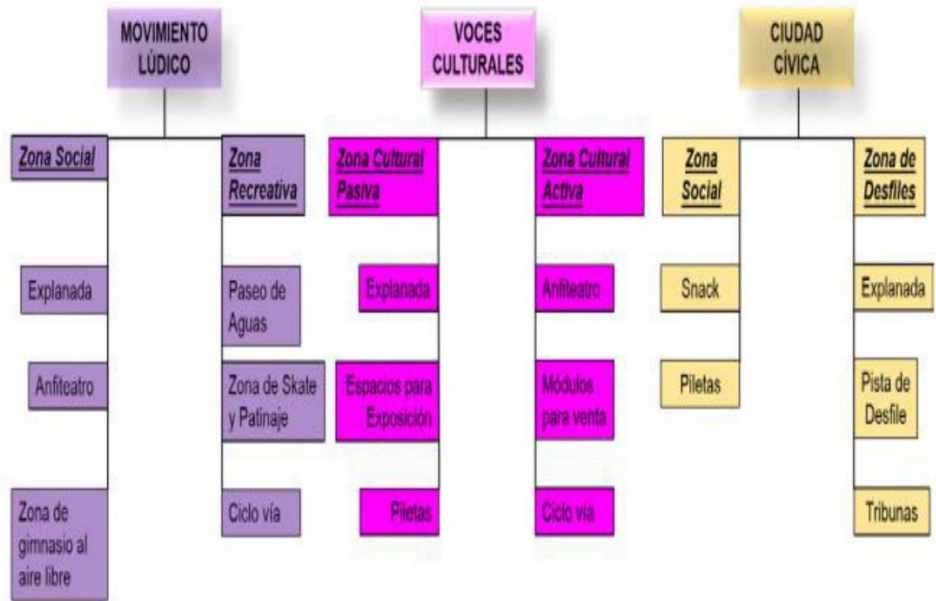 MOVIMIENTO
LÚDICO
Zona Social
Explanada
Anfiteatro
Zona de
gimnasio al
aire libre
Zona
Recreativa
Paseo de
Aguas
Zona de Skate
y Patinaje
Ciclo vía
VOCES
CULTURALES
Zona Cultural
Pasiva
Explanada
Espacios para
Exposición
Piletas
Zona Cultural
Activa
Anfiteatro
Módulos
para venta
Ciclo vía
CIUDAD
CÍVICA
Zona
Social
Snack
Piletas
Zona de
Desfiles
Explanada
Pista de
Desfile
Tribunas